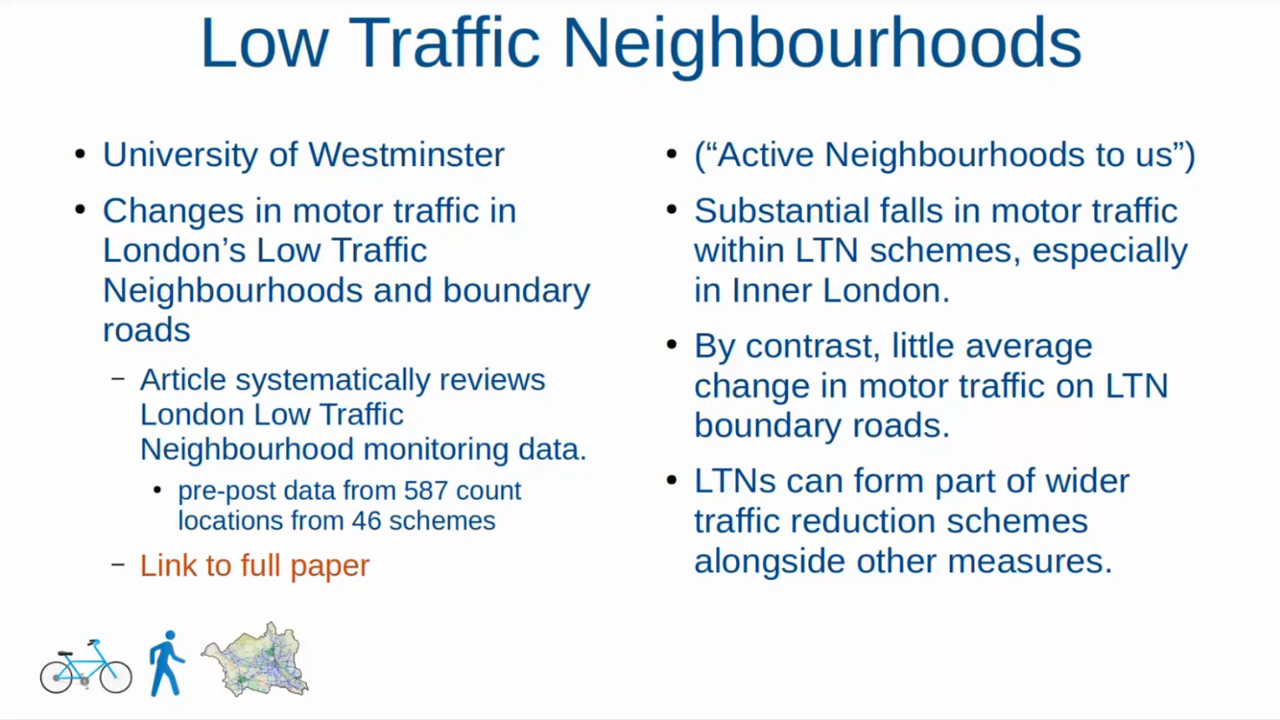 Low Traffic Neighbourhoods
• University of Westminster
• Changes in motor traffic in
London’s Low Traffic
Neighbourhoods and boundary
roads
– Article systematically reviews
London Low Traffic
Neighbourhood monitoring data.
• pre-post data from 587 count
locations from 46 schemes
– Link to full paper
• (“Active Neighbourhoods to us”)
• Substantial falls in motor traffic
within LTN schemes, especially
in Inner London.
• By contrast, little average
change in motor traffic on LTN
boundary roads.
• LTNs can form part of wider
traffic reduction schemes
alongside other measures.